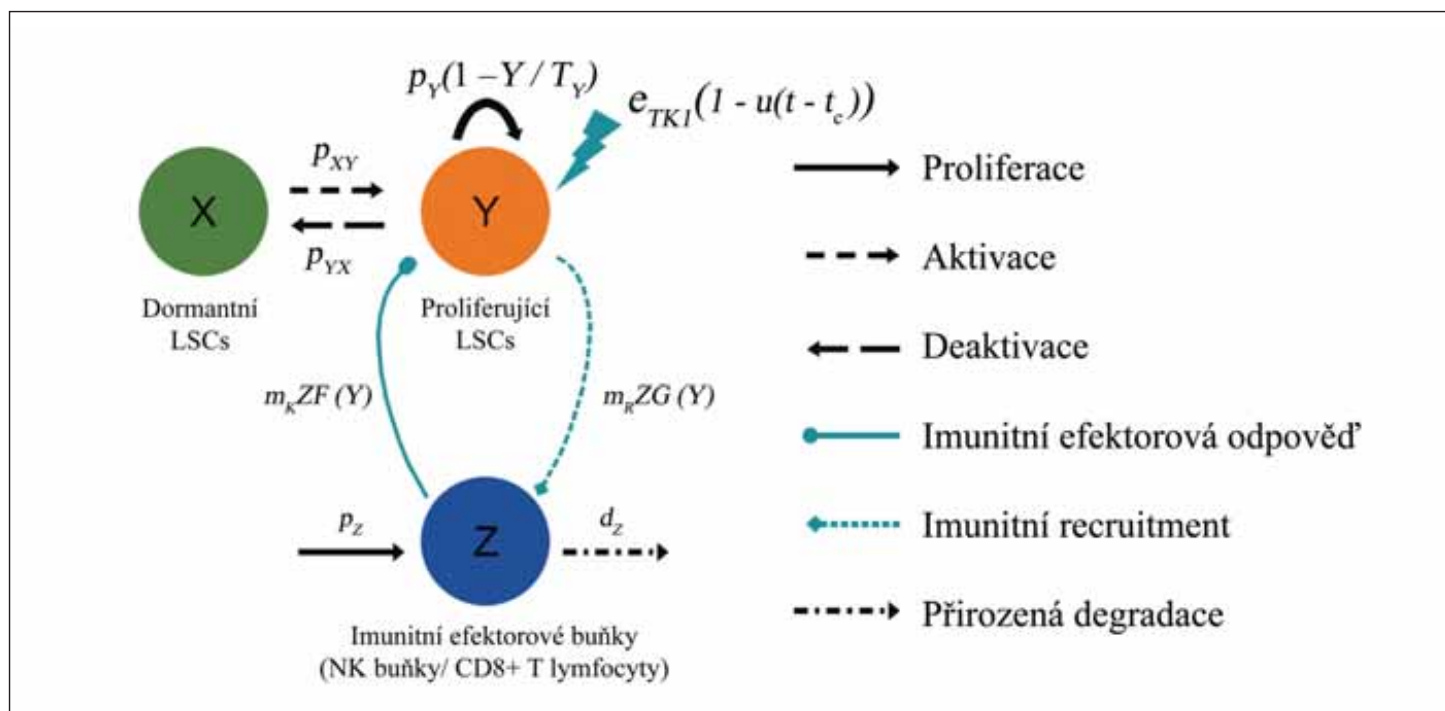 p_Y(1 – Y / T_Y)
e_TK1(1 - u(t - t_c))
p_XY
X
Y
p_YX
Dormantní
LSCs
Proliferující
LSCs
m_K ZF (Y)
m_R ZG (Y)
p_Z
Z
d_Z
Imunitní efektorové buňky
(NK buňky/ CD8+ T lymfocyty)
Proliferace
Aktivace
Deaktivace
Imunitní efektorová odpověď
Imunitní recruitment
Přirozená degradace